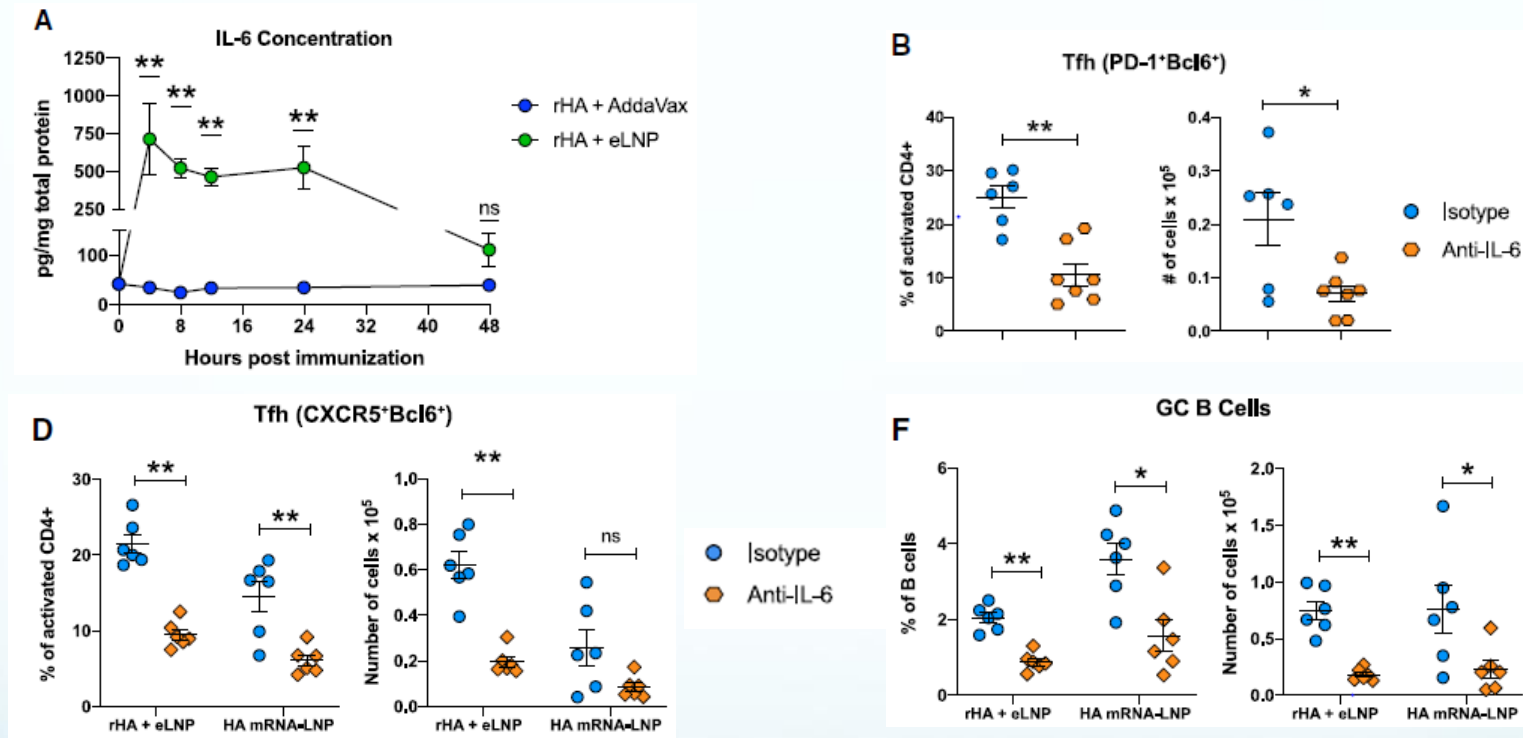 A
IL-6 Concentration
pg/mg total protein
1250
1000
750
500
250
100
0
**
**
**
**
ns
0 8 16 24 32 40 48
Hours post immunization
rHA + AddaVax
rHA + eLNP
B
Tfh (PD-1+Bcl6+)
% of activated CD4+
40
30
20
10
0
**
# of cells x 10⁵
0.4
0.3
0.2
0.1
0.0
*
Isotype
Anti-IL-6
D
Tfh (CXCR5+Bcl6+)
% of activated CD4+
30
20
10
0
**
**
rHA + eLNP HA mRNA-LNP
Number of cells x 10⁵
1.0
0.8
0.6
0.4
0.2
0.0
**
ns
rHA + eLNP HA mRNA-LNP
Isotype
Anti-IL-6
F
GC B Cells
% of B cells
6
4
2
0
**
*
rHA + eLNP HA mRNA-LNP
Number of cells x 10⁵
2.0
1.5
1.0
0.5
0.0
**
*
rHA + eLNP HA mRNA-LNP